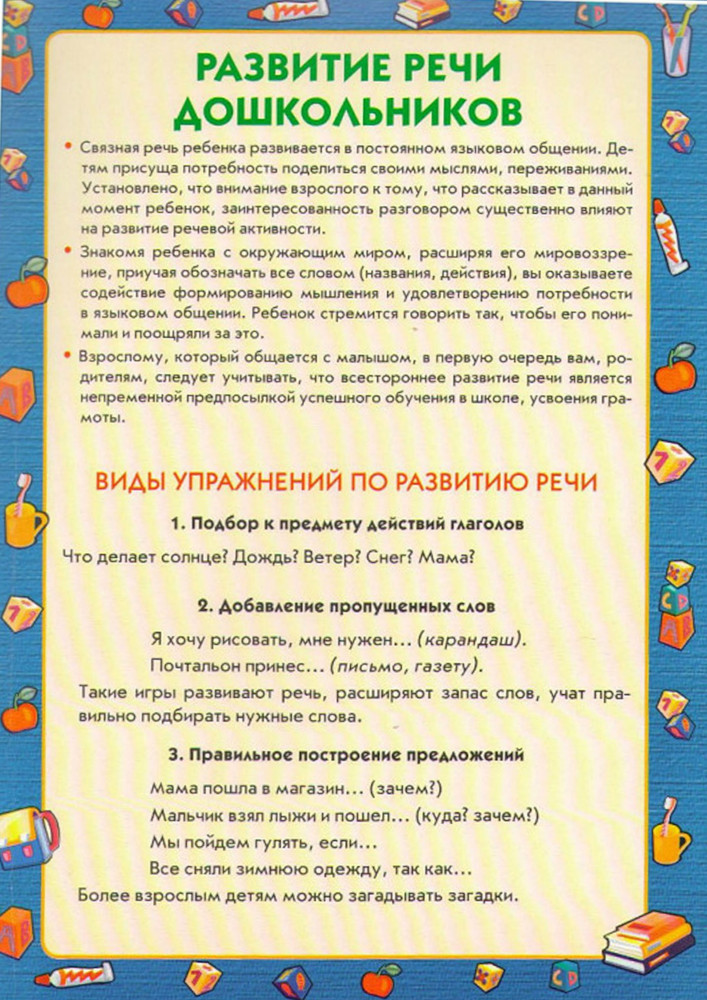 РАЗВИТИЕ РЕЧИ
ДОШКОЛЬНИКОВ
• Связная речь ребенка развивается в постоянном языковом общении. Де-
тям присуща потребность поделиться своими мыслями, переживаниями.
Установлено, что внимание взрослого к тому, что рассказывает в данный
момент ребенок, заинтересованность разговором существенно влияют
на развитие речевой активности.
• Знакомя ребенка с окружающим миром, расширяя его мировоззре-
ние, приучая обозначать все словом (названия, действия), вы оказываете
содействие формированию мышления и удовлетворению потребности
в языковом общении. Ребенок стремится говорить так, чтобы его пони-
мали и поощряли за это.
• Взрослому, который общается с малышом, в первую очередь вам, ро-
дителям, следует учитывать, что всестороннее развитие речи является
непременной предпосылкой успешного обучения в школе, усвоения гра-
моты.
ВИДЫ УПРАЖНЕНИЙ ПО РАЗВИТИЮ РЕЧИ
1. Подбор к предмету действий глаголов
Что делает солнце? Дождь? Ветер? Снег? Мама?
2. Добавление пропущенных слов
Я хочу рисовать, мне нужен... (карандаш).
Почтальон принес... (письмо, газету).
Такие игры развивают речь, расширяют запас слов, учат пра-
вильно подбирать нужные слова.
3. Правильное построение предложений
Мама пошла в магазин... (зачем?)
Мальчик взял лыжи и пошел... (куда? зачем?)
Мы пойдем гулять, если...
Все сняли зимнюю одежду, так как...
Более взрослым детям можно загадывать загадки.